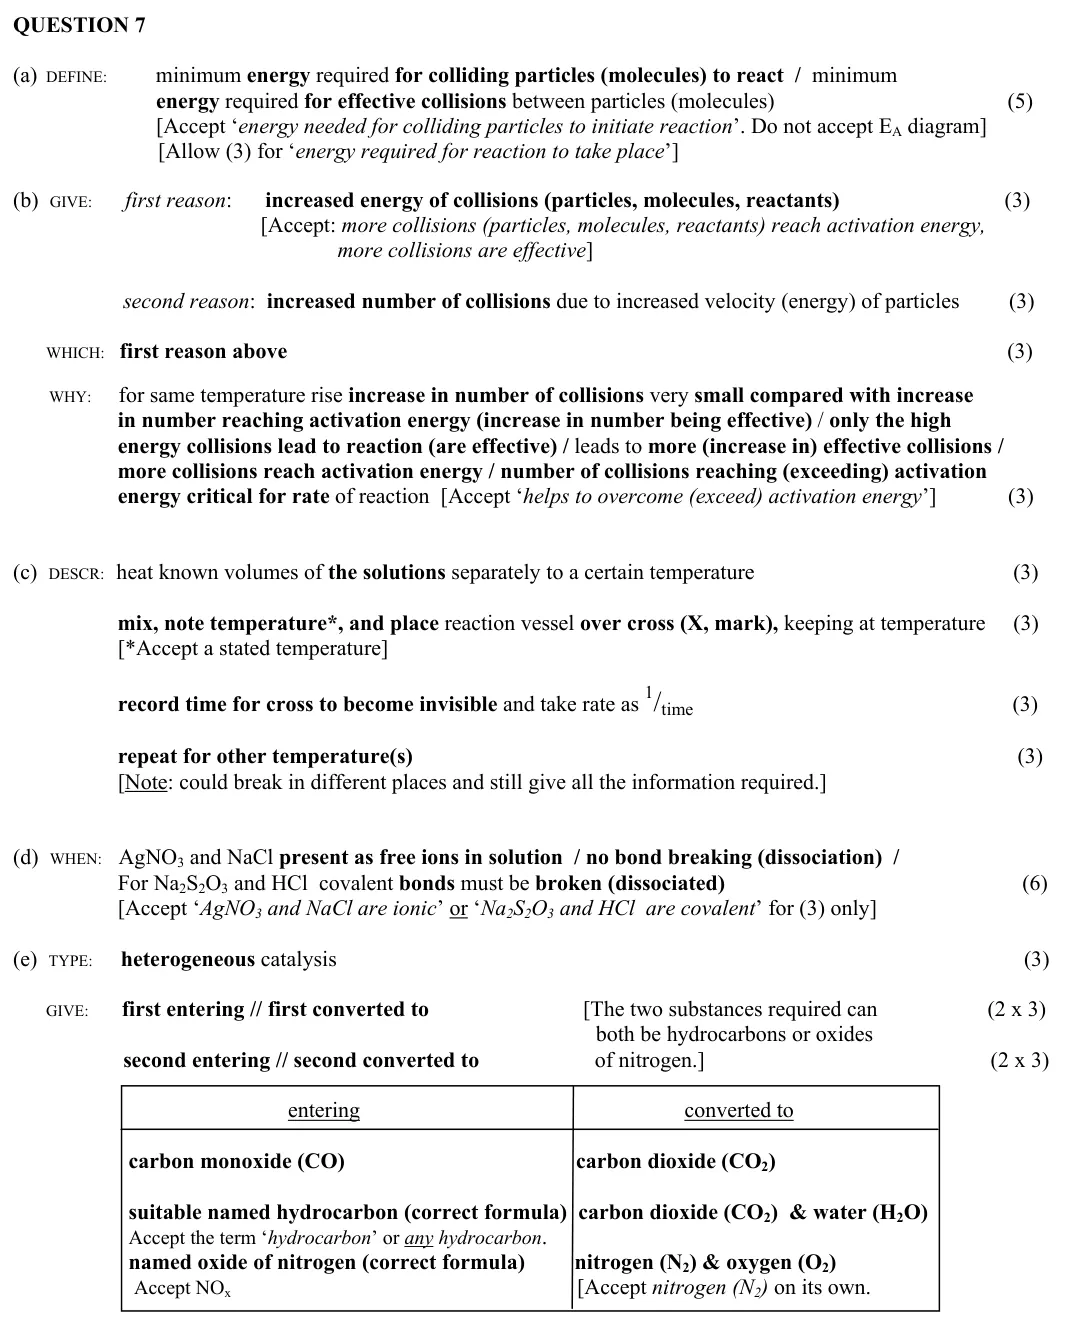 QUESTION 7
(a) DEFINE: minimum energy required for colliding particles (molecules) to react / minimum
energy required for effective collisions between particles (molecules) (5)
[Accept ‘energy needed for colliding particles to initiate reaction’. Do not accept EA diagram]
[Allow (3) for ‘energy required for reaction to take place’]
(b) GIVE: first reason: increased energy of collisions (particles, molecules, reactants) (3)
[Accept: more collisions (particles, molecules, reactants) reach activation energy,
more collisions are effective]
second reason: increased number of collisions due to increased velocity (energy) of particles (3)
WHICH: first reason above (3)
WHY: for same temperature rise increase in number of collisions very small compared with increase
in number reaching activation energy (increase in number being effective) / only the high
energy collisions lead to reaction (are effective) / leads to more (increase in) effective collisions /
more collisions reach activation energy / number of collisions reaching (exceeding) activation
energy critical for rate of reaction [Accept ‘helps to overcome (exceed) activation energy’] (3)
(c) DESCR: heat known volumes of the solutions separately to a certain temperature (3)
mix, note temperature*, and place reaction vessel over cross (X, mark), keeping at temperature (3)
[*Accept a stated temperature]
record time for cross to become invisible and take rate as 1/time (3)
repeat for other temperature(s) (3)
[Note: could break in different places and still give all the information required.]
(d) WHEN: AgNO3 and NaCl present as free ions in solution / no bond breaking (dissociation) /
For Na2S2O3 and HCl covalent bonds must be broken (dissociated) (6)
[Accept ‘AgNO3 and NaCl are ionic’ or ‘Na2S2O3 and HCl are covalent’ for (3) only]
(e) TYPE: heterogeneous catalysis (3)
GIVE: first entering // first converted to [The two substances required can (2 x 3)
both be hydrocarbons or oxides
second entering // second converted to of nitrogen.] (2 x 3)
entering converted to
carbon monoxide (CO) carbon dioxide (CO2)
suitable named hydrocarbon (correct formula) carbon dioxide (CO2) & water (H2O)
Accept the term ‘hydrocarbon’ or any hydrocarbon.
named oxide of nitrogen (correct formula) nitrogen (N2) & oxygen (O2)
Accept NOx [Accept nitrogen (N2) on its own.